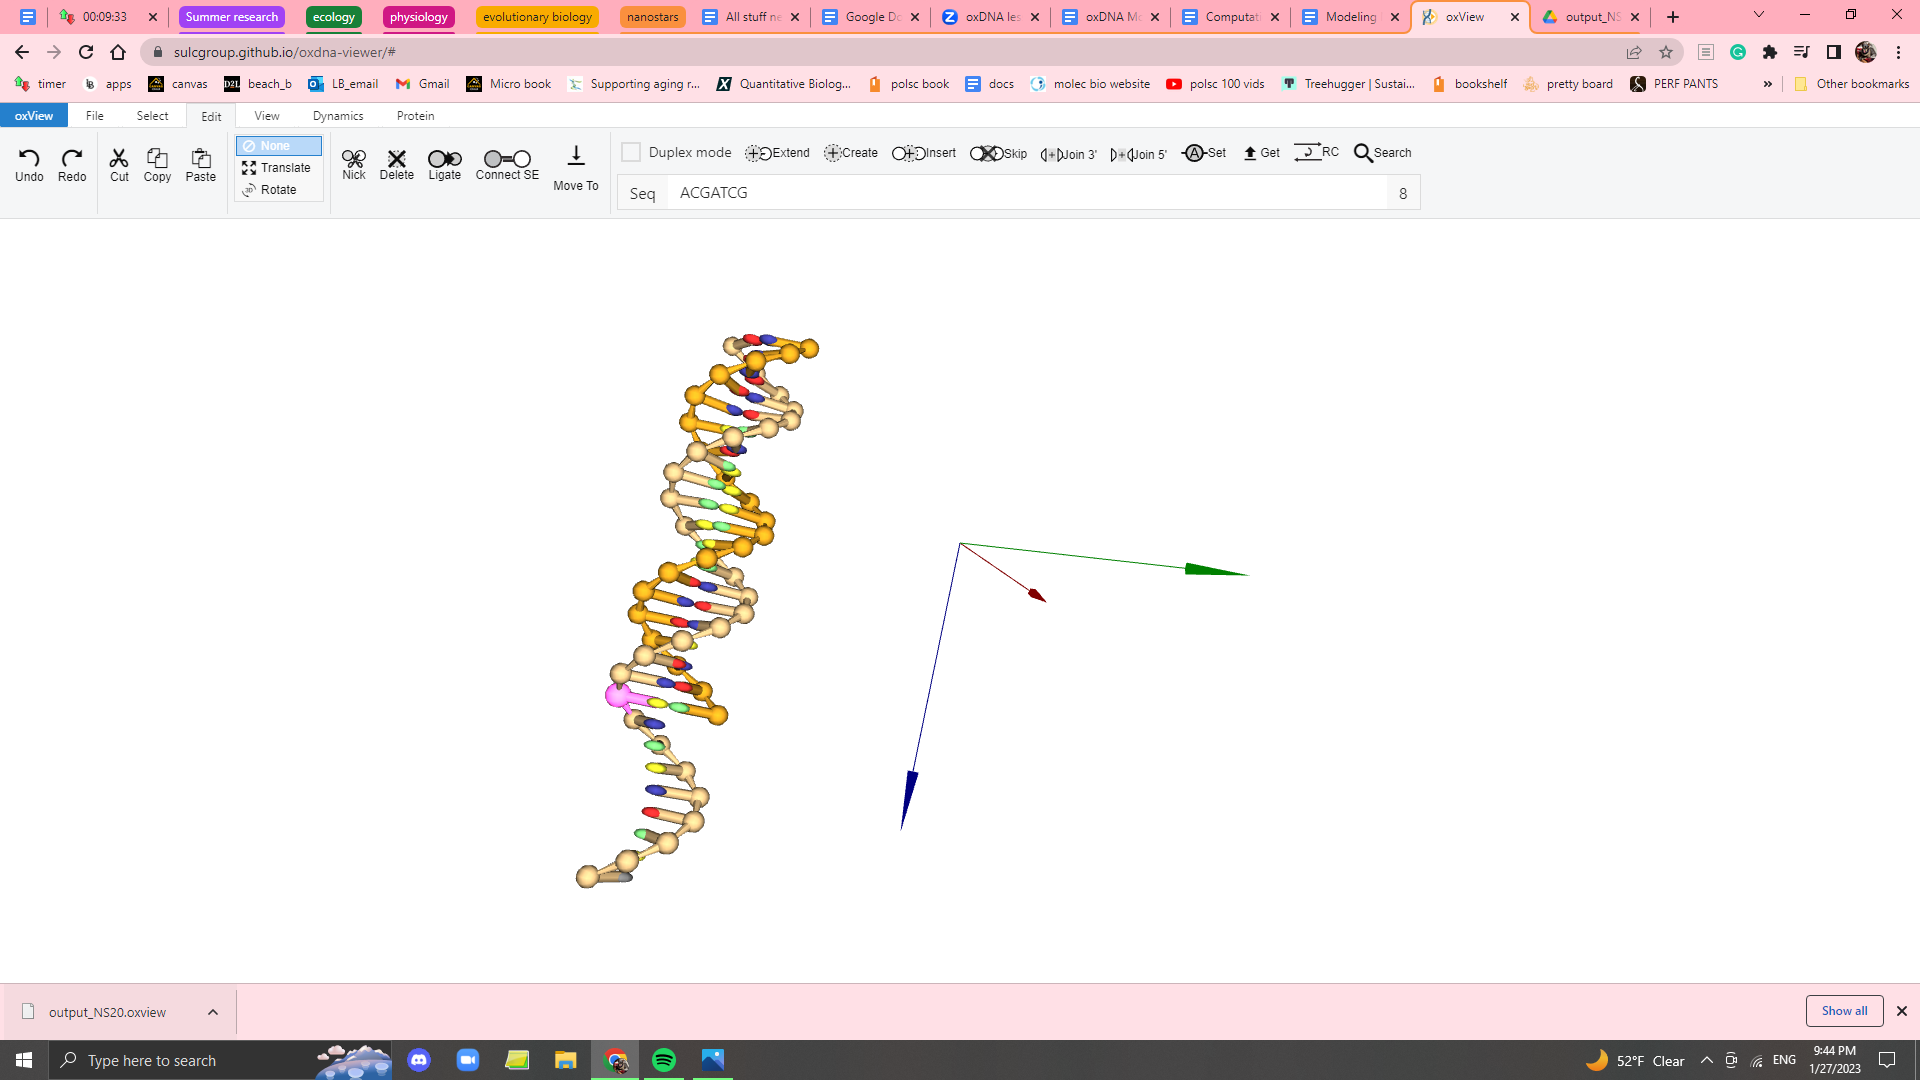 00:09:33
Summer research
ecology
physiology
evolutionary biology
nanostars
All stuff ne
Google Do
oxDNA les
oxDNA Mo
Computat
Modeling
oxView
output_NS
sulcgroup.github.io/oxdna-viewer/#
timer
apps
canvas
beach_b
LB_email
Gmail
Micro book
Supporting aging r...
Quantitative Biolog...
polsc book
docs
molec bio website
polsc 100 vids
Treehugger | Sustai...
bookshelf
pretty board
PERF PANTS
»
Other bookmarks
oxView
File
Select
Edit
View
Dynamics
Protein
Undo
Redo
Cut
Copy
Paste
None
Translate
Rotate
Nick
Delete
Ligate
Connect SE
Move To
Duplex mode
Extend
Create
Insert
Skip
Join 3'
Join 5'
A
Set
Get
RC
Search
Seq
ACGATCG
8
output_NS20.oxview
Show all
Type here to search
52°F Clear
ENG
9:44 PM
1/27/2023